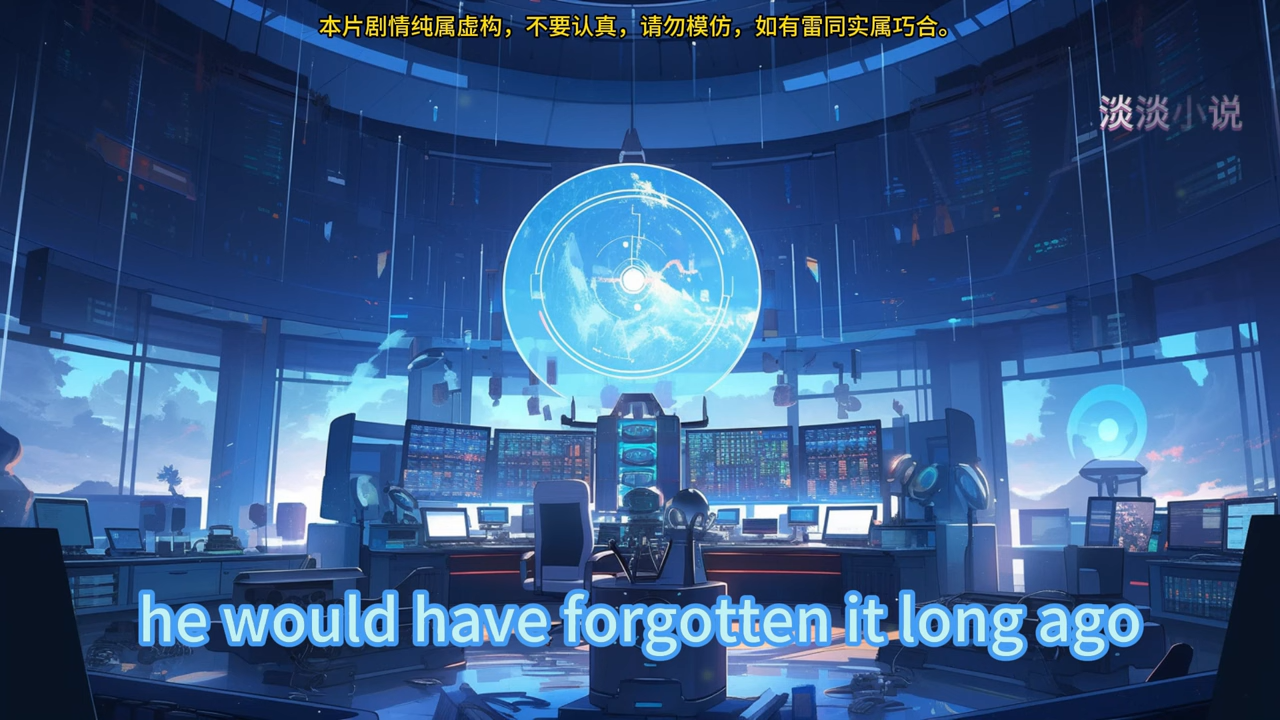 本片剧情纯属虚构，不要认真，请勿模仿，如有雷同实属巧合。
淡淡小说
he would have forgotten it long ago